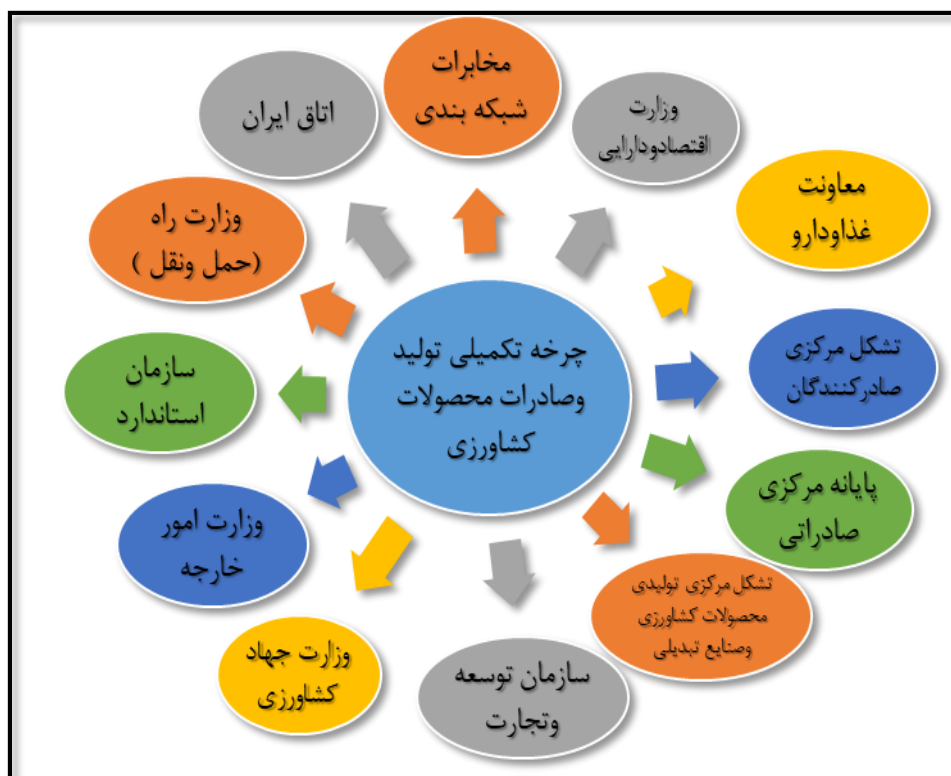 مخابرات
شبکه بندی
وزارت
اقتصادودارایی
معاونت
غذاودارو
تشکل مرکزی
صادرکنندگان
پایانه مرکزی
صادراتی
تشکل مرکزی تولیدی
محصولات کشاورزی
وصنایع تبدیلی
سازمان توسعه
وتجارت
وزارت جهاد
کشاورزی
وزارت امور
خارجه
سازمان
استاندارد
وزارت راه
(حمل ونقل )
اتاق ایران
چرخه تکمیلی تولید
وصادرات محصولات
کشاورزی